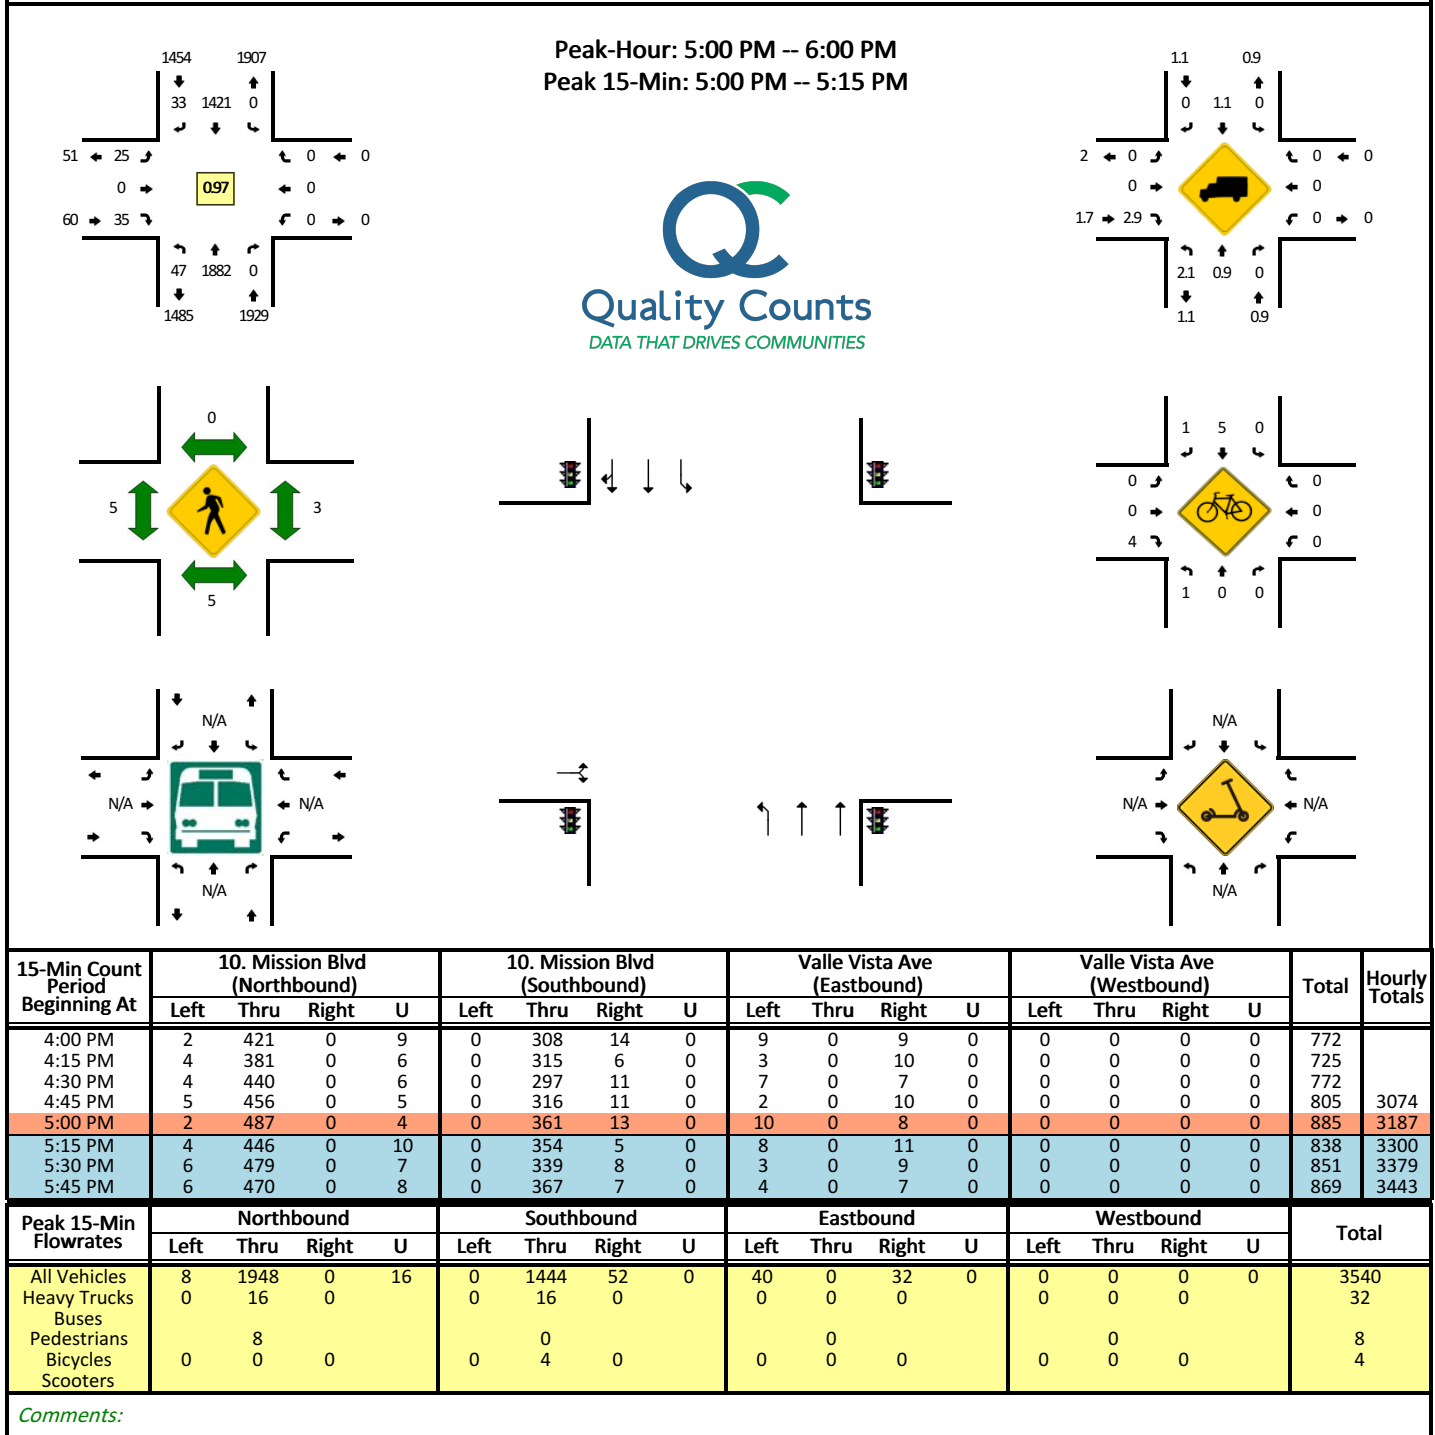 Peak-Hour: 5:00 PM -- 6:00 PM
Peak 15-Min: 5:00 PM -- 5:15 PM
1454 1907
33 1421 0
51 25 0 0
0 0.97 0
60 35 0 0
47 1882 0
1485 1929
Quality Counts
DATA THAT DRIVES COMMUNITIES
1.1 0.9
0 1.1 0
2 0 0 0
0 0
1.7 2.9 0 0
2.1 0.9 0
1.1 0.9
0
5 3
5
1 5 0
0 0
0 0
4 0
1 0 0
N/A
N/A N/A
N/A
N/A
N/A N/A
N/A
15-Min Count Period Beginning At 10. Mission Blvd (Northbound) 10. Mission Blvd (Southbound) Valle Vista Ave (Eastbound) Valle Vista Ave (Westbound) Total Hourly Totals
Left Thru Right U Left Thru Right U Left Thru Right U Left Thru Right U
4:00 PM 2 421 0 9 0 308 14 0 9 0 9 0 0 0 0 0 772
4:15 PM 4 381 0 6 0 315 6 0 3 0 10 0 0 0 0 0 725
4:30 PM 4 440 0 6 0 297 11 0 7 0 7 0 0 0 0 0 772
4:45 PM 5 456 0 5 0 316 11 0 2 0 10 0 0 0 0 0 805 3074
5:00 PM 2 487 0 4 0 361 13 0 10 0 8 0 0 0 0 0 885 3187
5:15 PM 4 446 0 10 0 354 5 0 8 0 11 0 0 0 0 0 838 3300
5:30 PM 6 479 0 7 0 339 8 0 3 0 9 0 0 0 0 0 851 3379
5:45 PM 6 470 0 8 0 367 7 0 4 0 7 0 0 0 0 0 869 3443
Peak 15-Min Flowrates Northbound Southbound Eastbound Westbound Total
Left Thru Right U Left Thru Right U Left Thru Right U Left Thru Right U
All Vehicles 8 1948 0 16 0 1444 52 0 40 0 32 0 0 0 0 0 3540
Heavy Trucks 0 16 0 0 16 0 0 0 0 0 0 0 32
Buses
Pedestrians 8 0 0 0 8
Bicycles 0 0 0 0 4 0 0 0 0 0 0 0 4
Scooters
Comments: